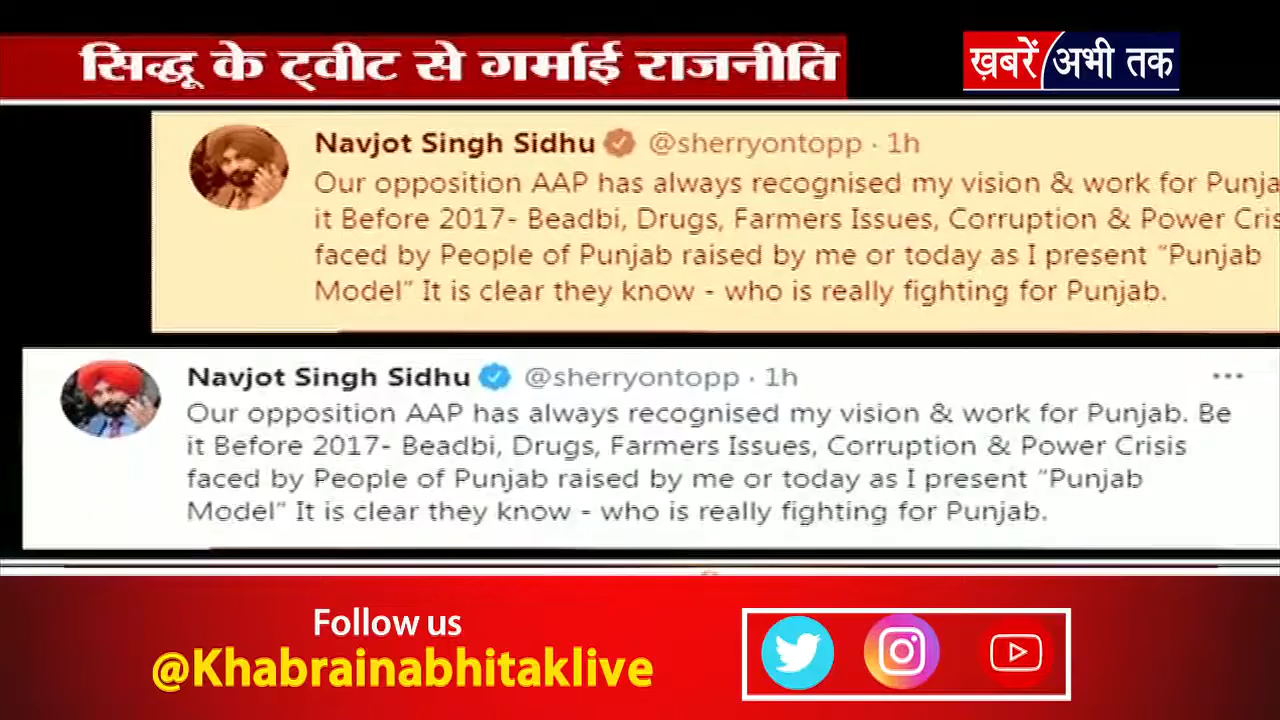 सिद्धू के ट्वीट से गर्माई राजनीति
ख़बरें अभी तक
Navjot Singh Sidhu @sherryontopp · 1h
Our opposition AAP has always recognised my vision & work for Punja
it Before 2017- Beadbi, Drugs, Farmers Issues, Corruption & Power Cris
faced by People of Punjab raised by me or today as I present “Punjab
Model” It is clear they know - who is really fighting for Punjab.
Navjot Singh Sidhu @sherryontopp · 1h
Our opposition AAP has always recognised my vision & work for Punjab. Be
it Before 2017- Beadbi, Drugs, Farmers Issues, Corruption & Power Crisis
faced by People of Punjab raised by me or today as I present “Punjab
Model” It is clear they know - who is really fighting for Punjab.
Follow us
@Khabrainabhitaklive